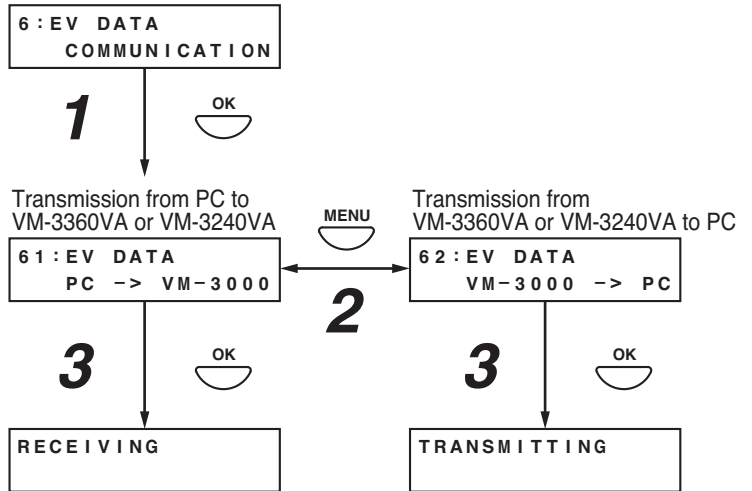 6:EV DATA
COMMUNICATION
1
OK
Transmission from PC to
VM-3360VA or VM-3240VA
MENU
Transmission from
VM-3360VA or VM-3240VA to PC
61:EV DATA
PC –> VM–3000
2
62:EV DATA
VM–3000 –> PC
3
OK
3
OK
RECEIVING
TRANSMITTING